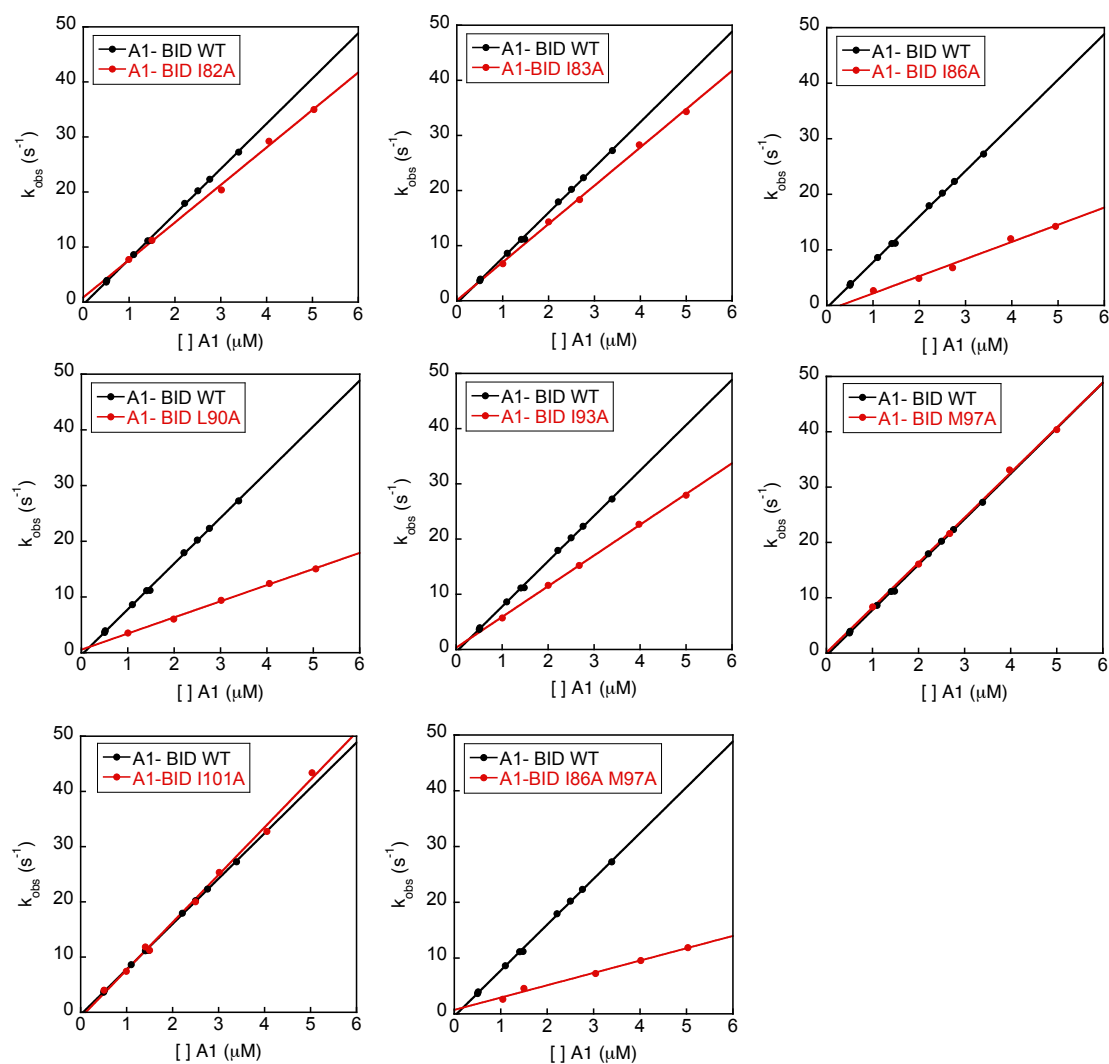 A1- BID WT
A1- BID I82A
k_obs (s⁻¹)
50
40
30
20
10
0
0 1 2 3 4 5 6
[ ] A1 (μM)
A1- BID WT
A1-BID I83A
k_obs (s⁻¹)
50
40
30
20
10
0
0 1 2 3 4 5 6
[ ] A1 (μM)
A1- BID WT
A1- BID I86A
k_obs (s⁻¹)
50
40
30
20
10
0
0 1 2 3 4 5 6
[ ] A1 (μM)
A1- BID WT
A1- BID L90A
k_obs (s⁻¹)
50
40
30
20
10
0
0 1 2 3 4 5 6
[ ] A1 (μM)
A1- BID WT
A1- BID I93A
k_obs (s⁻¹)
50
40
30
20
10
0
0 1 2 3 4 5 6
[ ] A1 (μM)
A1- BID WT
A1- BID M97A
k_obs (s⁻¹)
50
40
30
20
10
0
0 1 2 3 4 5 6
[ ] A1 (μM)
A1- BID WT
A1-BID I101A
k_obs (s⁻¹)
50
40
30
20
10
0
0 1 2 3 4 5 6
[ ] A1 (μM)
A1- BID WT
A1-BID I86A M97A
k_obs (s⁻¹)
50
40
30
20
10
0
0 1 2 3 4 5 6
[ ] A1 (μM)